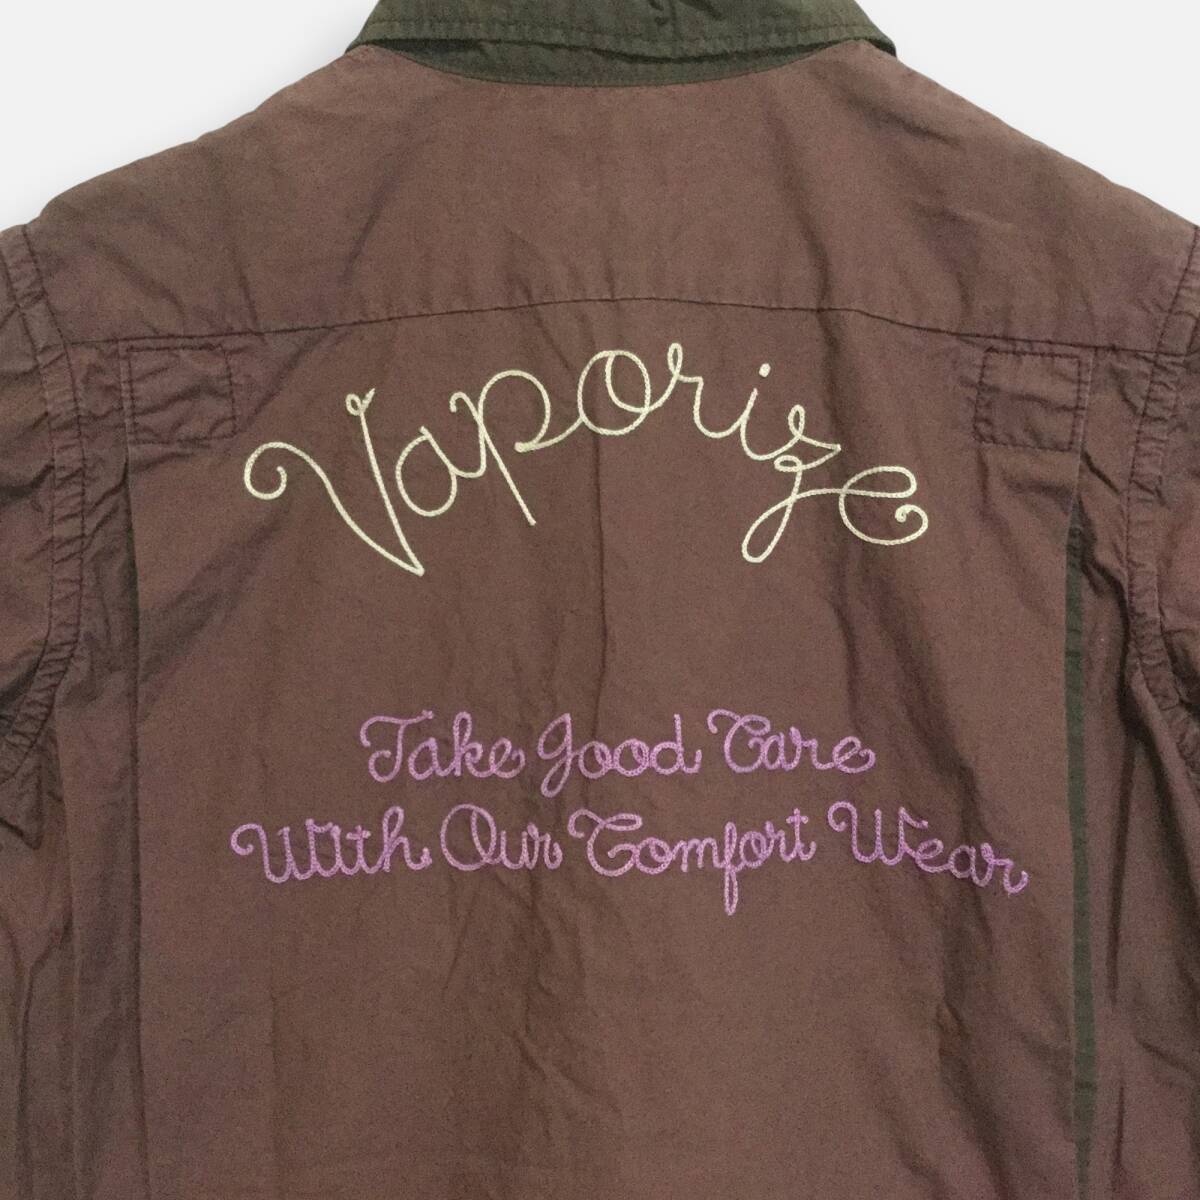 Vaporize
Take Good Care
With Our Comfort Wear